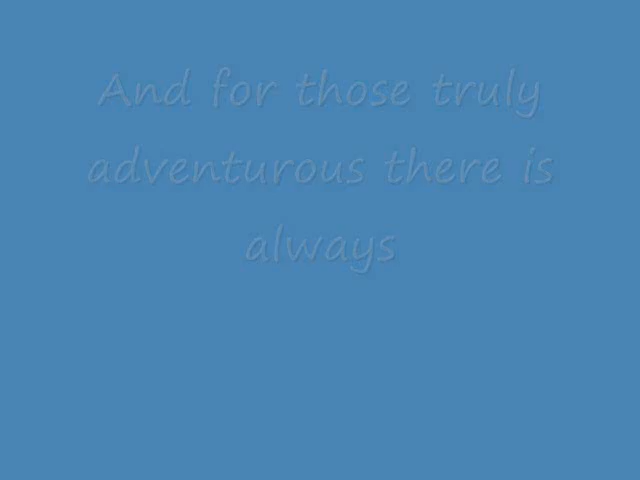 And for those truly
adventurous there is
always